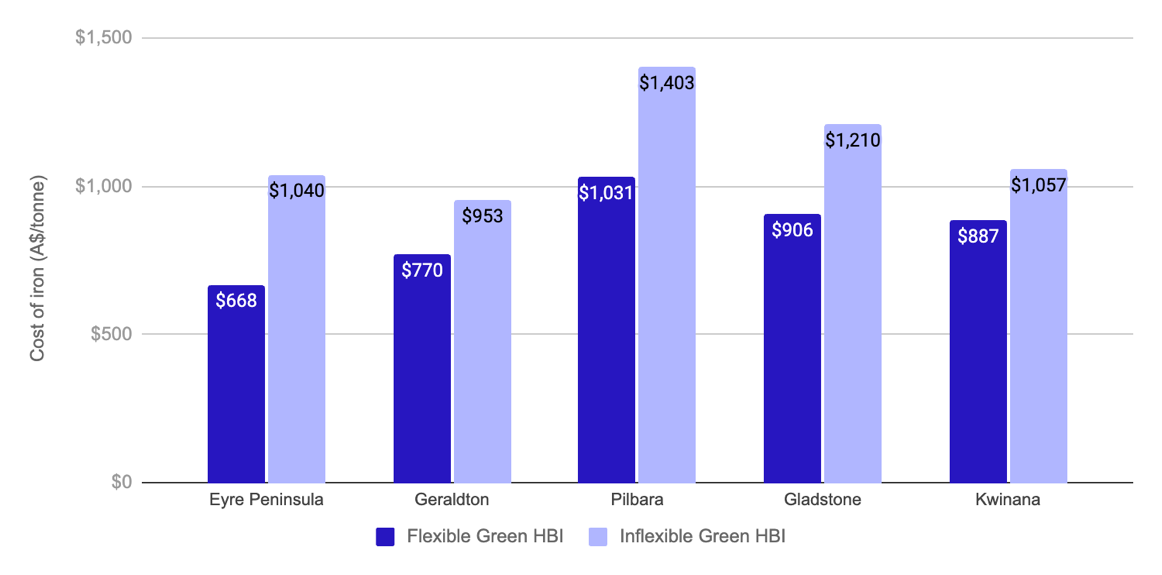 $1,500
$1,000
$500
$0
Cost of iron (A$/tonne)
$668
$1,040
$770
$953
$1,031
$1,403
$906
$1,210
$887
$1,057
Eyre Peninsula
Geraldton
Pilbara
Gladstone
Kwinana
Flexible Green HBI
Inflexible Green HBI